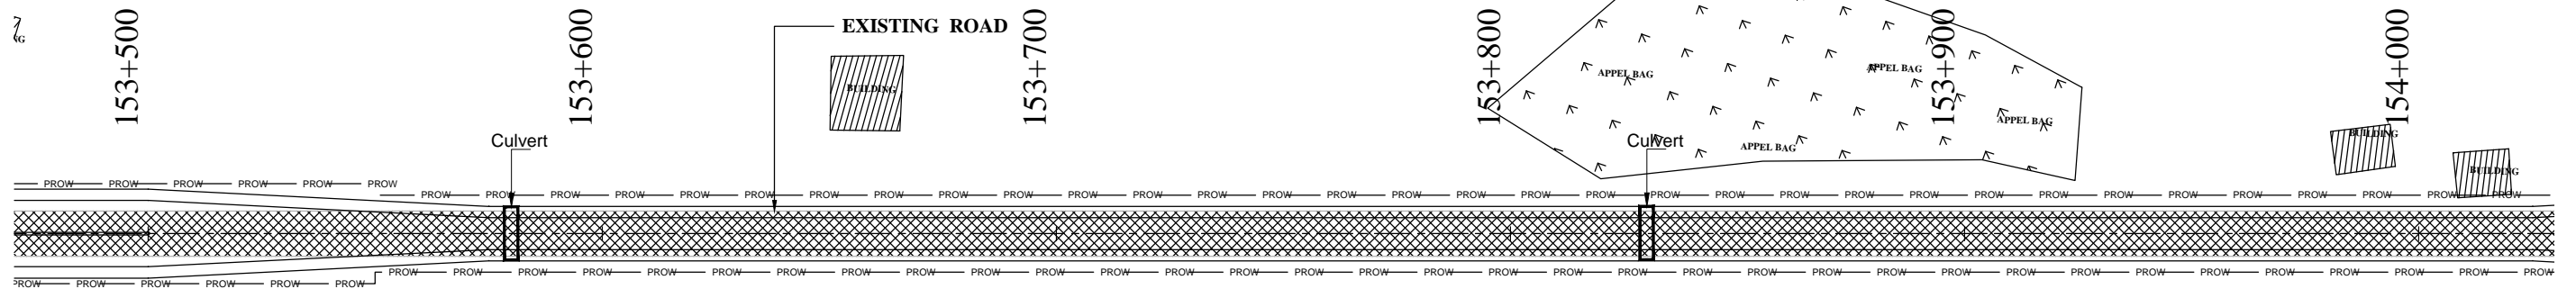 153+500
153+600
EXISTING ROAD
153+700
153+800
153+900
154+000
BUILDING
APPEL BAG
APPEL BAG
APPEL BAG
APPEL BAG
BUILDING
BUILDING
Culvert
Culvert
PROW PROW PROW PROW PROW PROW
PROW PROW PROW PROW PROW PROW PROW PROW PROW PROW PROW PROW PROW PROW PROW PROW PROW PROW PROW PROW PROW PROW PROW PROW PROW PROW PROW PROW PROW PROW PROW PROW PROW
PROW PROW PROW PROW PROW PROW PROW PROW PROW PROW PROW PROW PROW PROW PROW PROW PROW PROW PROW PROW PROW PROW PROW PROW PROW PROW PROW PROW PROW PROW PROW PROW PROW PROW
PROW PROW PROW PROW PROW PROW